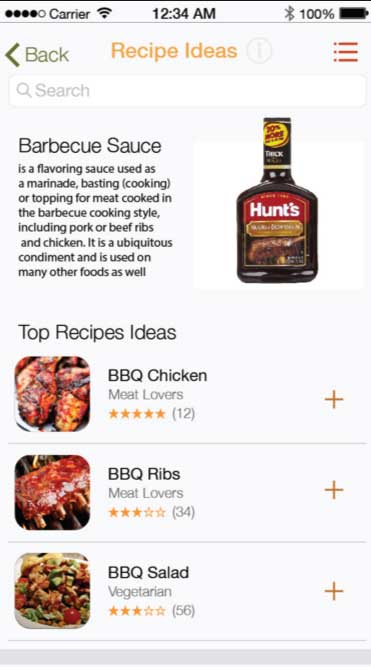 Carrier 12:34 AM 100%
Back Recipe Ideas i
Search
Barbecue Sauce
is a flavoring sauce used as
a marinade, basting (cooking)
or topping for meat cooked in
the barbecue cooking style,
including pork or beef ribs
and chicken. It is a ubiquitous
condiment and is used on
many other foods as well
20%
MORE
THICK
Hunt's
Top Recipes Ideas
BBQ Chicken
Meat Lovers
★★★★★ (12)
+
BBQ Ribs
Meat Lovers
★★★☆☆ (34)
+
BBQ Salad
Vegetarian
★★★☆☆ (56)
+